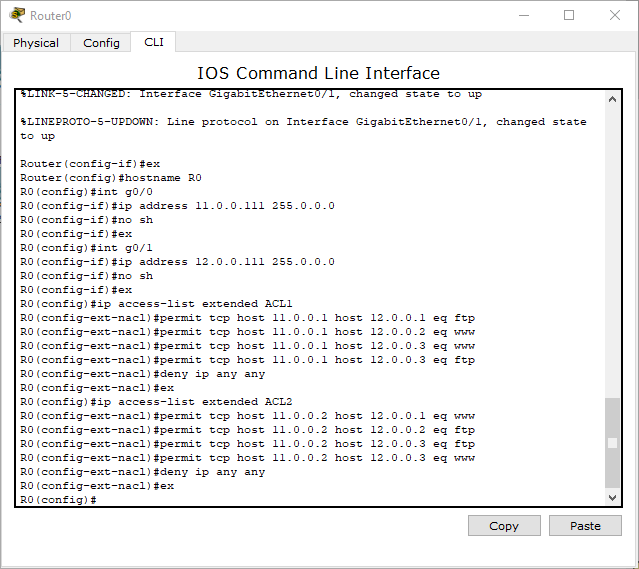 Router0
Physical Config CLI
IOS Command Line Interface
%LINK-5-CHANGED: Interface GigabitEthernet0/1, changed state to up
%LINEPROTO-5-UPDOWN: Line protocol on Interface GigabitEthernet0/1, changed state
to up
Router(config-if)#ex
Router(config)#hostname R0
R0(config)#int g0/0
R0(config-if)#ip address 11.0.0.111 255.0.0.0
R0(config-if)#no sh
R0(config-if)#ex
R0(config)#int g0/1
R0(config-if)#ip address 12.0.0.111 255.0.0.0
R0(config-if)#no sh
R0(config-if)#ex
R0(config)#ip access-list extended ACL1
R0(config-ext-nacl)#permit tcp host 11.0.0.1 host 12.0.0.1 eq ftp
R0(config-ext-nacl)#permit tcp host 11.0.0.1 host 12.0.0.2 eq www
R0(config-ext-nacl)#permit tcp host 11.0.0.1 host 12.0.0.3 eq www
R0(config-ext-nacl)#permit tcp host 11.0.0.1 host 12.0.0.3 eq ftp
R0(config-ext-nacl)#deny ip any any
R0(config-ext-nacl)#ex
R0(config)#ip access-list extended ACL2
R0(config-ext-nacl)#permit tcp host 11.0.0.2 host 12.0.0.1 eq www
R0(config-ext-nacl)#permit tcp host 11.0.0.2 host 12.0.0.2 eq ftp
R0(config-ext-nacl)#permit tcp host 11.0.0.2 host 12.0.0.3 eq ftp
R0(config-ext-nacl)#permit tcp host 11.0.0.2 host 12.0.0.3 eq www
R0(config-ext-nacl)#deny ip any any
R0(config-ext-nacl)#ex
R0(config)#
Copy Paste